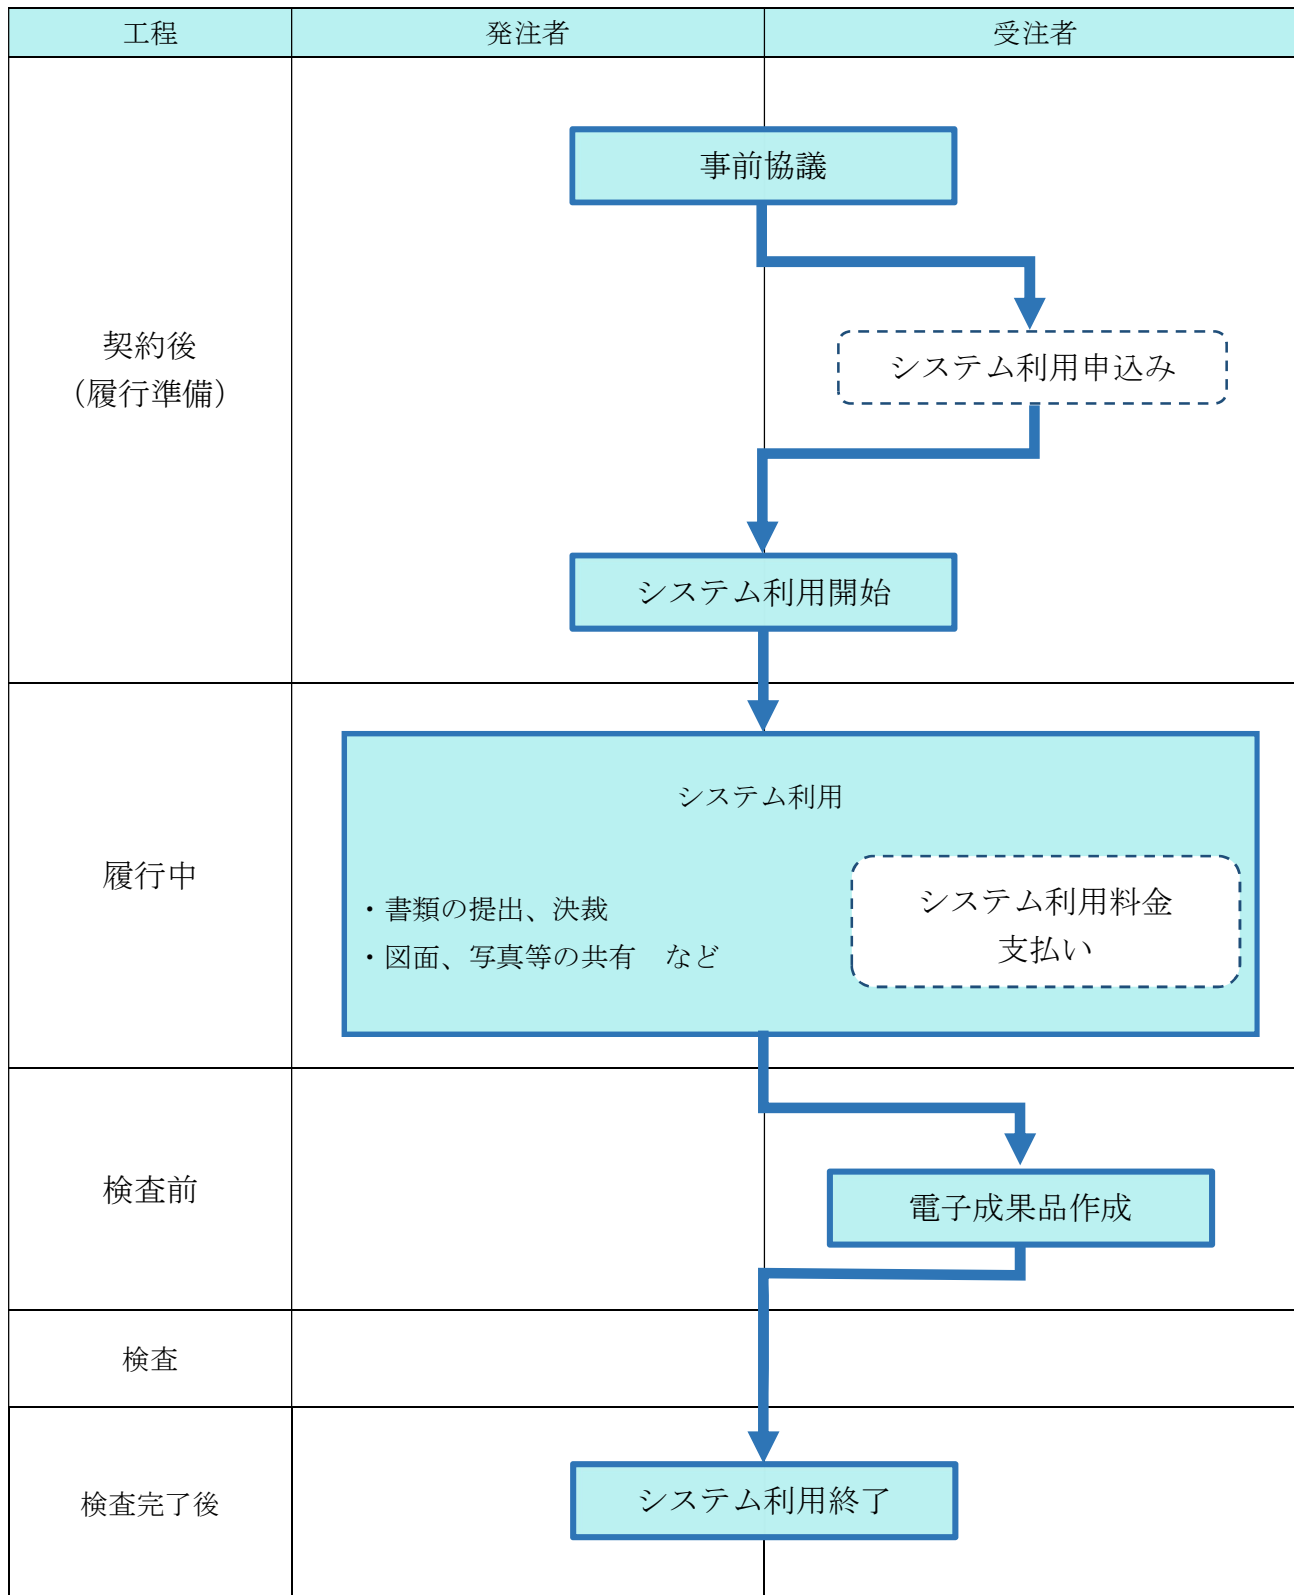 工程
発注者
受注者
契約後
（履行準備）
事前協議
システム利用申込み
システム利用開始
履行中
システム利用
・書類の提出、決裁
・図面、写真等の共有　など
システム利用料金
支払い
検査前
電子成果品作成
検査
検査完了後
システム利用終了